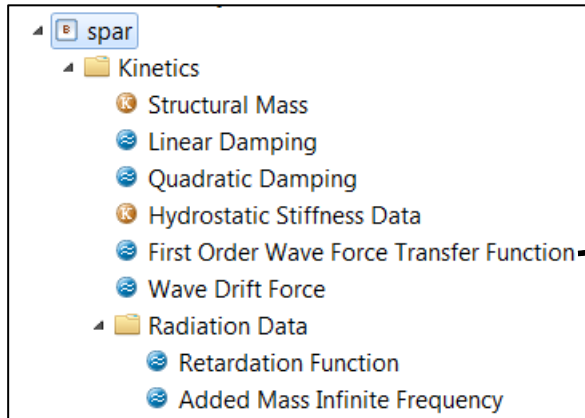 B spar
Kinetics
K Structural Mass
Linear Damping
Quadratic Damping
K Hydrostatic Stiffness Data
First Order Wave Force Transfer Function
Wave Drift Force
Radiation Data
Retardation Function
Added Mass Infinite Frequency